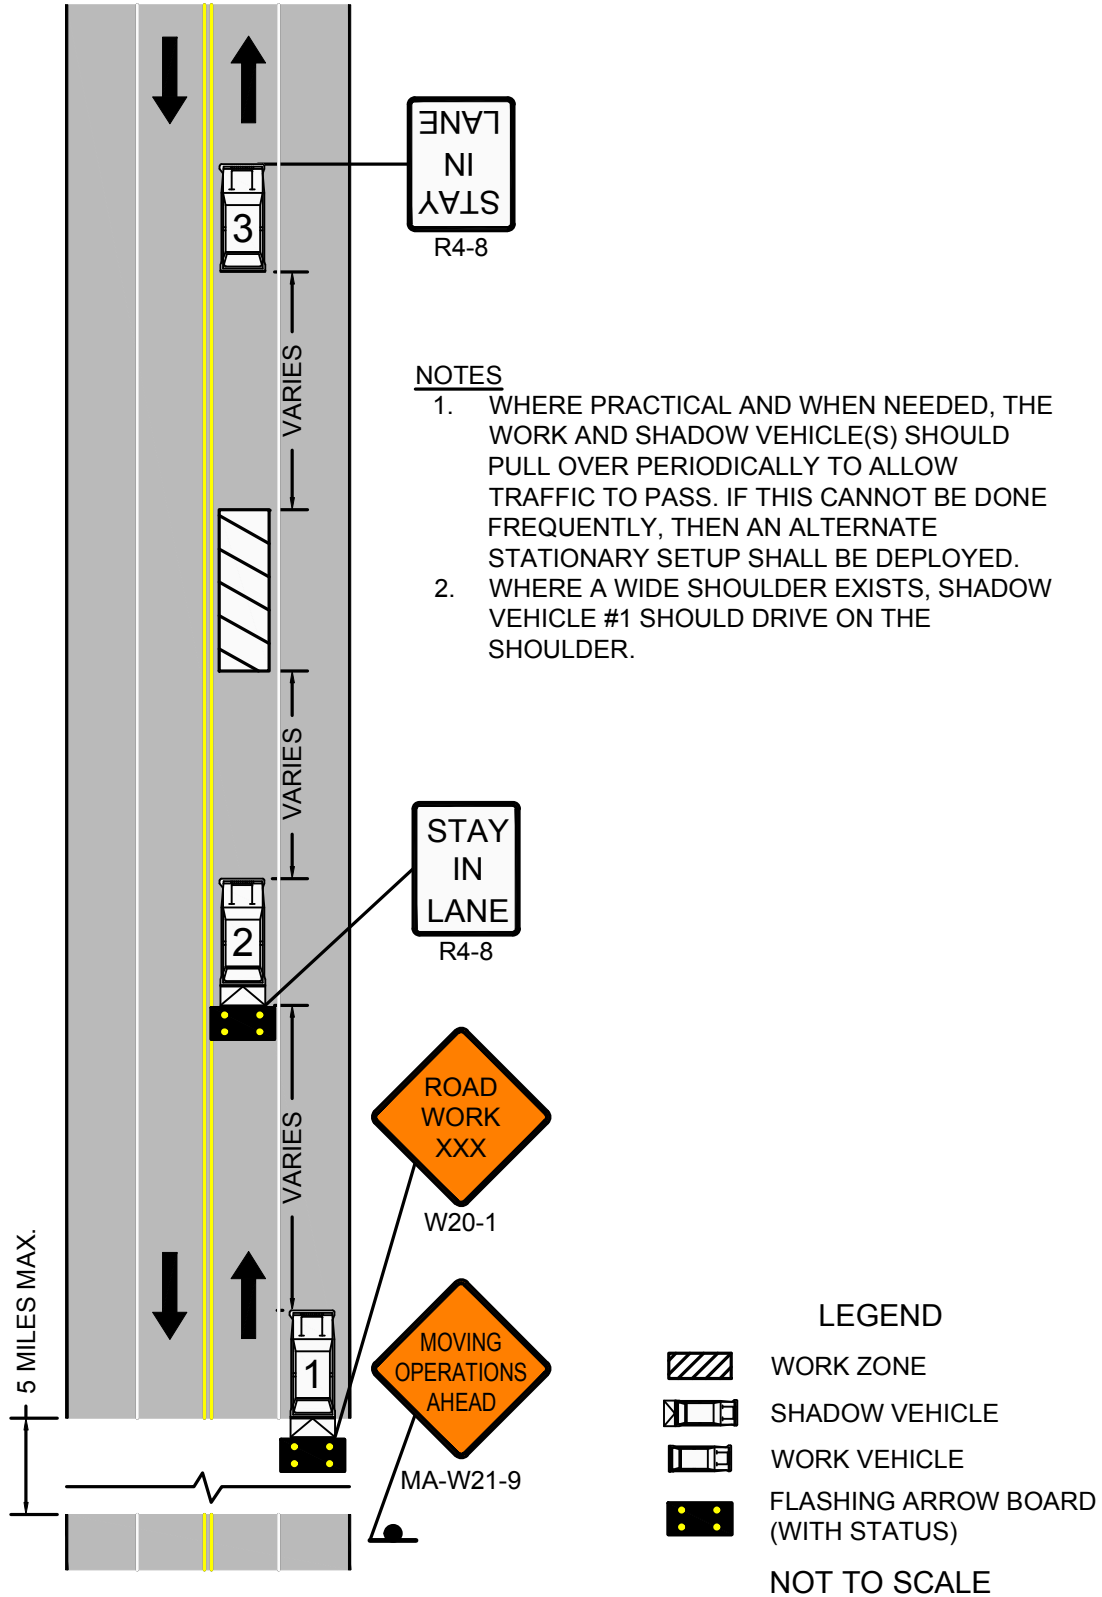 LANE
IN
STAY
R4-8
3
VARIES
NOTES
1. WHERE PRACTICAL AND WHEN NEEDED, THE
WORK AND SHADOW VEHICLE(S) SHOULD
PULL OVER PERIODICALLY TO ALLOW
TRAFFIC TO PASS. IF THIS CANNOT BE DONE
FREQUENTLY, THEN AN ALTERNATE
STATIONARY SETUP SHALL BE DEPLOYED.
2. WHERE A WIDE SHOULDER EXISTS, SHADOW
VEHICLE #1 SHOULD DRIVE ON THE
SHOULDER.
VARIES
STAY
IN
LANE
R4-8
2
VARIES
ROAD
WORK
XXX
W20-1
5 MILES MAX.
1
MOVING
OPERATIONS
AHEAD
MA-W21-9
LEGEND
WORK ZONE
SHADOW VEHICLE
WORK VEHICLE
FLASHING ARROW BOARD
(WITH STATUS)
NOT TO SCALE